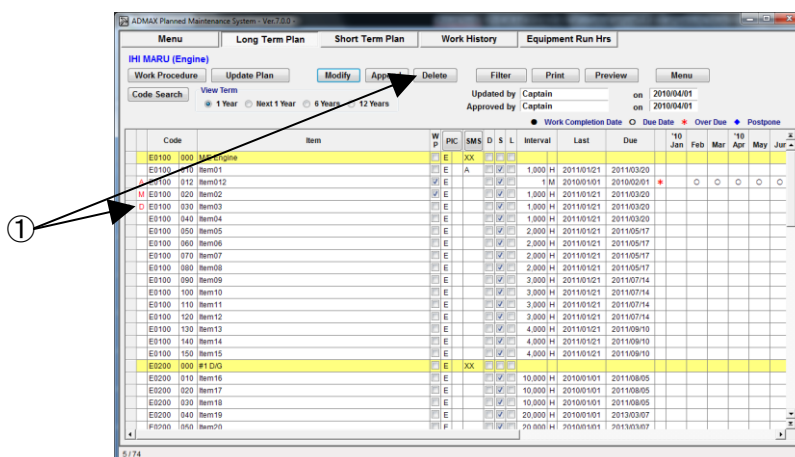 ADMAX Planned Maintenance System - Ver.7.0.0 -
Menu Long Term Plan Short Term Plan Work History Equipment Run Hrs
IHI MARU (Engine)
Work Procedure Update Plan Modify Delete Filter Print Preview Menu
Code Search View Term Updated by Captain on 2010/04/01
1 Year Next 1 Year 6 Years 12 Years Approved by Captain on 2010/04/01
● Work Completion Date O Due Date * Over Due ◆ Postpone
Code Item W P PIC SMS D S L Interval Last Due '10 Jan Feb Mar '10 Apr May Jun
E0100 000 M/E Engine E XX
E0100 010 Item01 E A 1,000 H 2011/01/21 2011/03/20
A E0100 012 Item012 E 1 M 2010/01/01 2010/02/01 * O O O O O
M E0100 020 Item02 E 1,000 H 2011/01/21 2011/03/20
D E0100 030 Item03 E 1,000 H 2011/01/21 2011/03/20
①
E0100 040 Item04 E 1,000 H 2011/01/21 2011/03/20
E0100 050 Item05 E 2,000 H 2011/01/21 2011/05/17
E0100 060 Item06 E 2,000 H 2011/01/21 2011/05/17
E0100 070 Item07 E 2,000 H 2011/01/21 2011/05/17
E0100 080 Item08 E 2,000 H 2011/01/21 2011/05/17
E0100 090 Item09 E 3,000 H 2011/01/21 2011/07/14
E0100 100 Item10 E 3,000 H 2011/01/21 2011/07/14
E0100 110 Item11 E 3,000 H 2011/01/21 2011/07/14
E0100 120 Item12 E 3,000 H 2011/01/21 2011/07/14
E0100 130 Item13 E 4,000 H 2011/01/21 2011/09/10
E0100 140 Item14 E 4,000 H 2011/01/21 2011/09/10
E0100 150 Item15 E 4,000 H 2011/01/21 2011/09/10
E0200 000 #1 D/G E XX
E0200 010 Item16 E 10,000 H 2010/01/01 2011/08/05
E0200 020 Item17 E 10,000 H 2010/01/01 2011/08/05
E0200 030 Item18 E 10,000 H 2010/01/01 2011/08/05
E0200 040 Item19 E 20,000 H 2010/01/01 2013/03/07
E0200 050 Item20 E 20,000 H 2010/01/01 2013/03/07
5 / 74